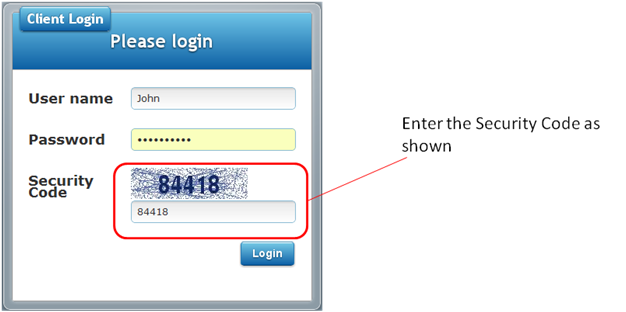 Client Login
Please login
User name
John
Password
••••••••••
Security
Code
84418
84418
Login
Enter the Security Code as
shown